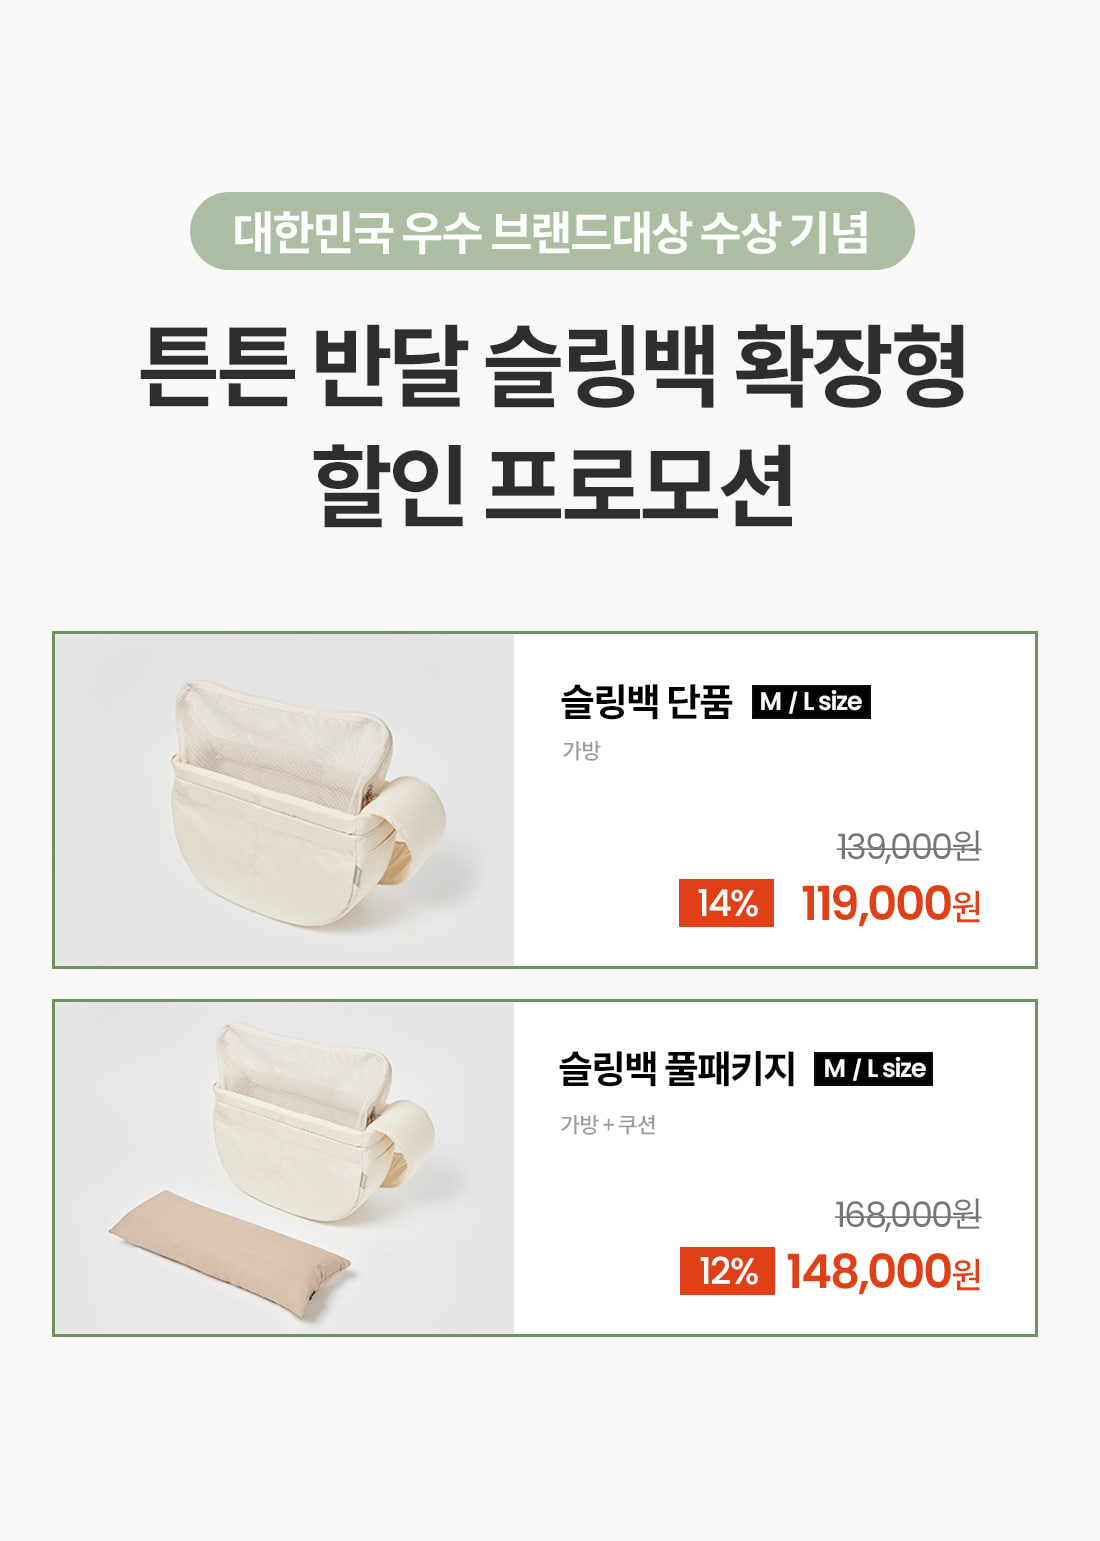 대한민국 우수 브랜드대상 수상 기념
튼튼 반달 슬링백 확장형
할인 프로모션
슬링백 단품 M / L size
가방
139,000원
14% 119,000원
슬링백 풀패키지 M / L size
가방 + 쿠션
168,000원
12% 148,000원